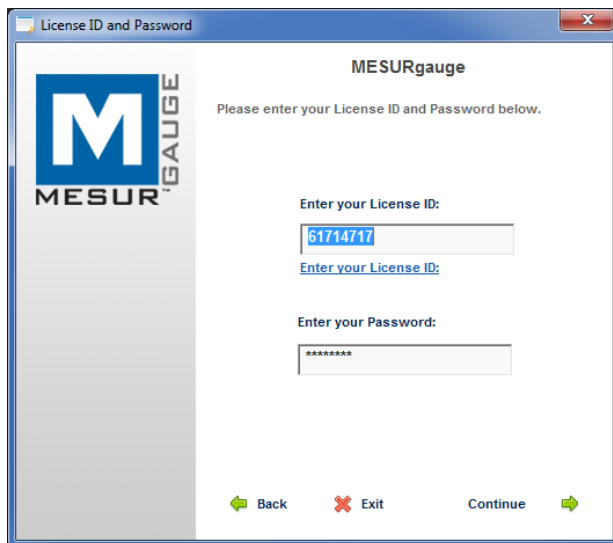 License ID and Password
M
GAUGE
MESUR™
MESURgauge
Please enter your License ID and Password below.
Enter your License ID:
61714717
Enter your License ID:
Enter your Password:
********
Back
Exit
Continue